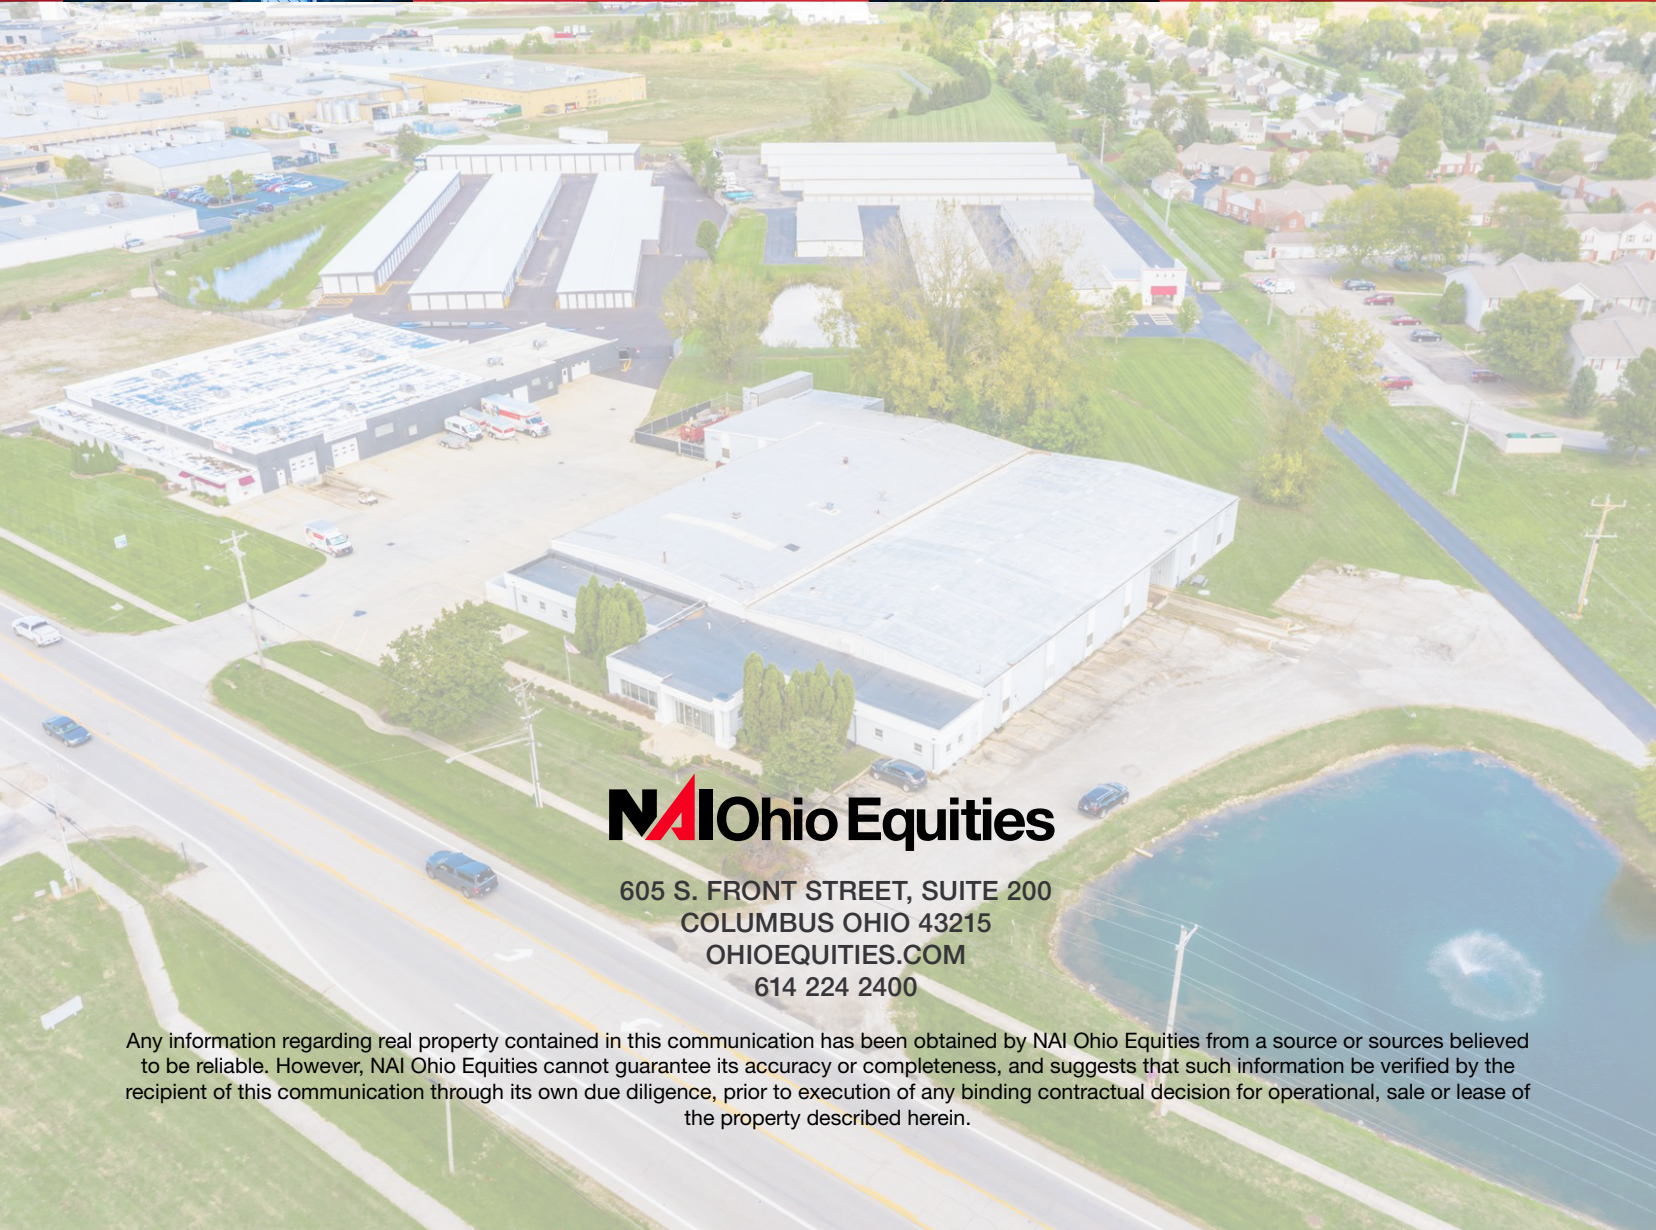 NAI Ohio Equities
605 S. FRONT STREET, SUITE 200
COLUMBUS OHIO 43215
OHIOEQUITIES.COM
614 224 2400
Any information regarding real property contained in this communication has been obtained by NAI Ohio Equities from a source or sources believed
to be reliable. However, NAI Ohio Equities cannot guarantee its accuracy or completeness, and suggests that such information be verified by the
recipient of this communication through its own due diligence, prior to execution of any binding contractual decision for operational, sale or lease of
the property described herein.